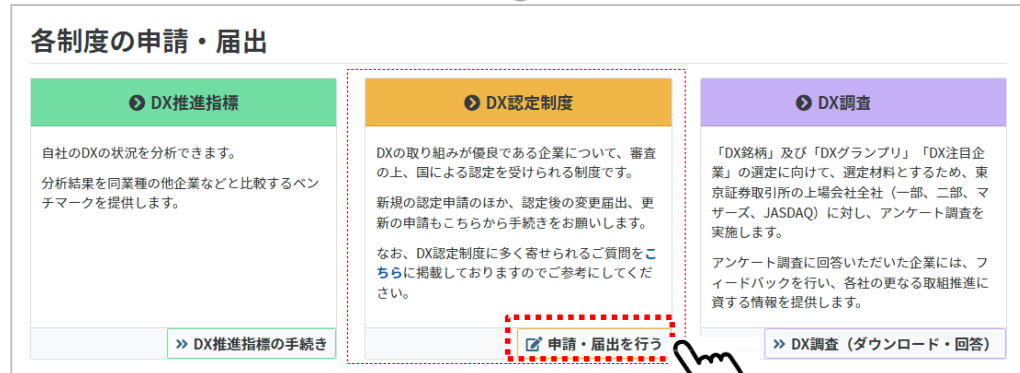 各制度の申請・届出
DX推進指標
自社のDXの状況を分析できます。
分析結果を同業種の他企業などと比較するベン
チマークを提供します。
DX推進指標の手続き
DX認定制度
DXの取り組みが優良である企業について、審査
の上、国による認定を受けられる制度です。
新規の認定申請のほか、認定後の変更届出、更
新の申請もこちらから手続きをお願いします。
なお、DX認定制度に多く寄せられるご質問をこ
ちらに掲載しておりますのでご参考にしてくだ
さい。
申請・届出を行う
DX調査
「DX銘柄」及び「DXグランプリ」「DX注目企
業」の選定に向けて、選定材料とするため、東
京証券取引所の上場会社全社（一部、二部、マ
ザーズ、JASDAQ）に対し、アンケート調査を
実施します。
アンケート調査に回答いただいた企業には、フ
ィードバックを行い、各社の更なる取組推進に
資する情報を提供します。
DX調査（ダウンロード・回答）